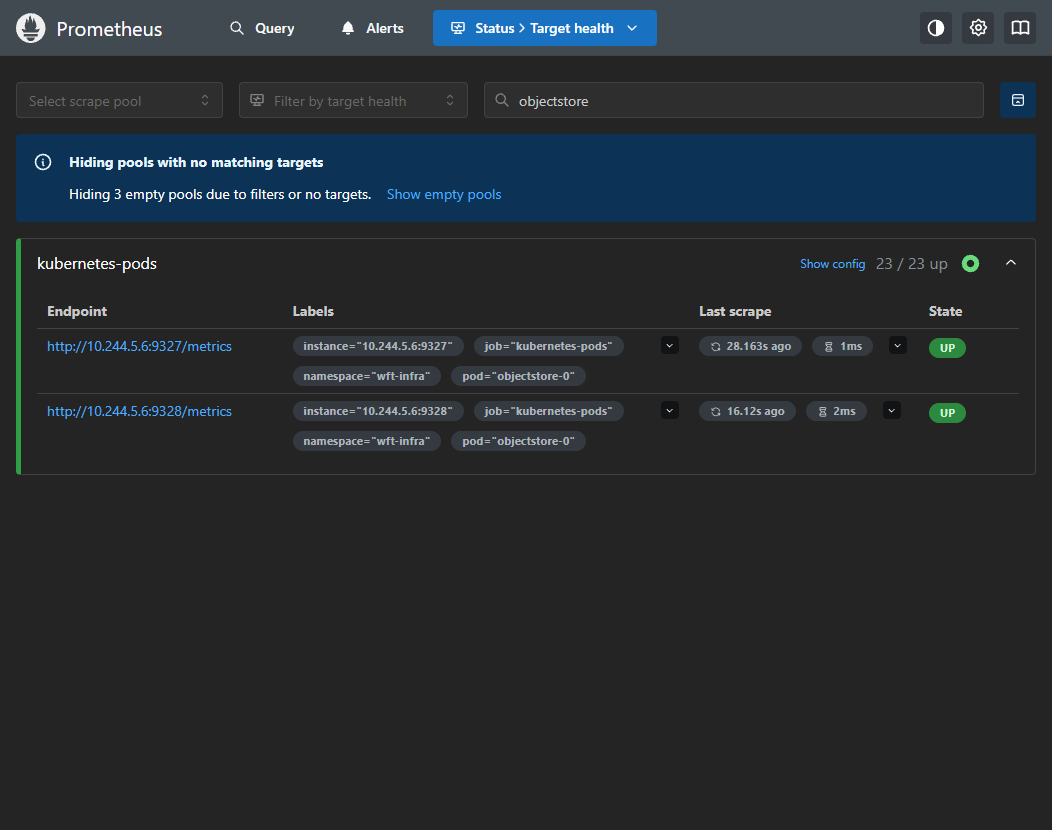 Prometheus Query Alerts Status > Target health
Select scrape pool Filter by target health objectstore
Hiding pools with no matching targets
Hiding 3 empty pools due to filters or no targets. Show empty pools
kubernetes-pods Show config 23 / 23 up
Endpoint Labels Last scrape State
http://10.244.5.6:9327/metrics instance="10.244.5.6:9327" job="kubernetes-pods" 28.163s ago 1ms UP
namespace="wft-infra" pod="objectstore-0"
http://10.244.5.6:9328/metrics instance="10.244.5.6:9328" job="kubernetes-pods" 16.12s ago 2ms UP
namespace="wft-infra" pod="objectstore-0"